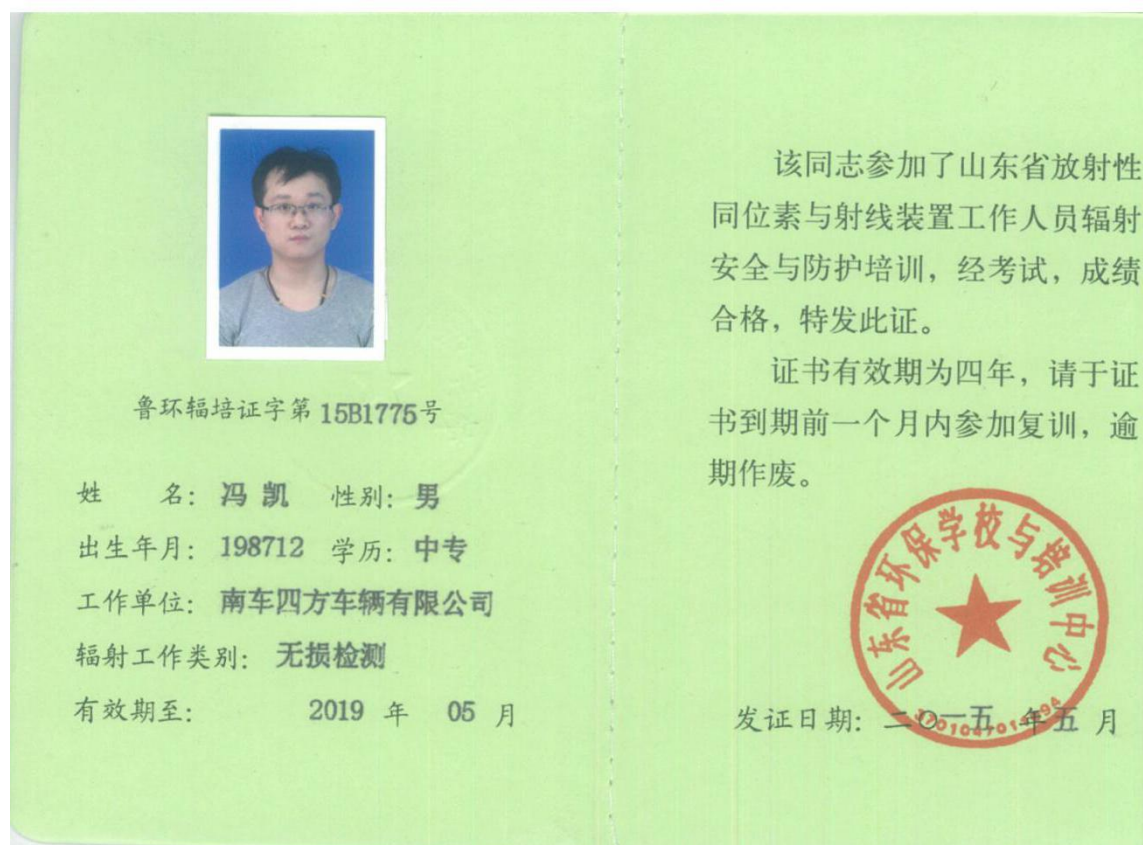 鲁环辐培证字第 15B1775号
姓 名: 冯 凯 性别: 男
出生年月: 198712 学历: 中专
工作单位: 南车四方车辆有限公司
辐射工作类别: 无损检测
有效期至: 2019 年 05 月
该同志参加了山东省放射性
同位素与射线装置工作人员辐射
安全与防护培训，经考试，成绩
合格，特发此证。
证书有效期为四年，请于证
书到期前一个月内参加复训，逾
期作废。
山东省环保学校与培训中心
发证日期: 二〇一五 年五 月